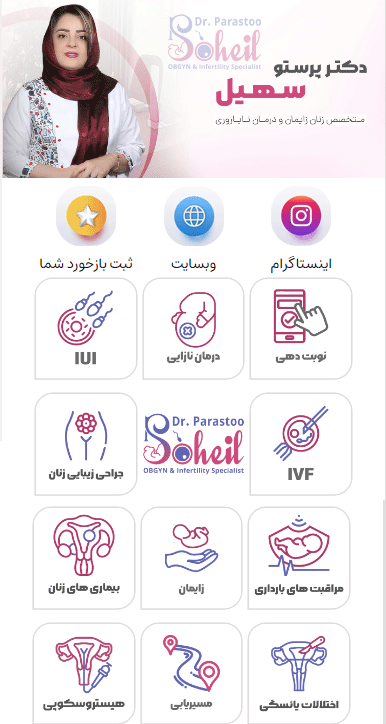 Dr. Parastoo
Soheil
OBGYN & Infertility Specialist
دکتر پرستو
سهیل
متخصص زنان زایمان و درمان ناباروری
اینستاگرام
وبسایت
ثبت بازخورد شما
نوبت دهی
درمان نازایی
IUI
IVF
Dr. Parastoo
Soheil
OBGYN & Infertility Specialist
جراحی زیبایی زنان
مراقبت های بارداری
زایمان
بیماری های زنان
اختلالات یائسگی
مسیریابی
هیستروسکوپی